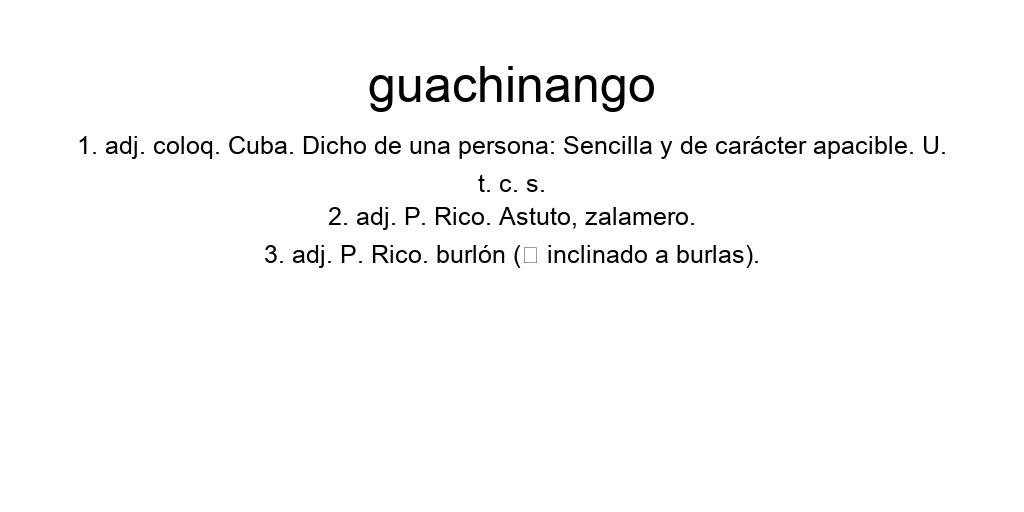 guachinango
1. adj. coloq. Cuba. Dicho de una persona: Sencilla y de carácter apacible. U.
t. c. s.
2. adj. P. Rico. Astuto, zalamero.
3. adj. P. Rico. burlón (□ inclinado a burlas).